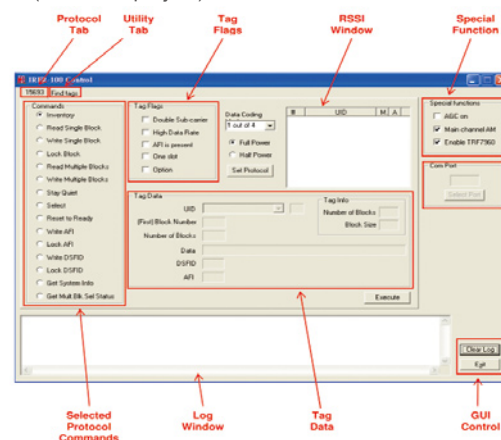 Protocol Tab
Utility Tab
Tag Flags
RSSI Window
Special Function
100 Control
15693
Find tags
Commands
Inventory
Read Single Block
Write Single Block
Lock Block
Read Multiple Blocks
Write Multiple Blocks
Stay Quiet
Select
Reset to Ready
Write AFI
Lock AFI
Write DSFID
Lock DSFID
Get System Info
Get Mult Blk Sel Status
Tag Flags
Double Sub-carrier
High Data Rate
AFI is present
One slot
Option
Data Coding
1 out of 4
Full Power
Half Power
Set Protocol
# UID M A
Special functions
AGC on
Main channel AM
Enable TRF7960
Com Port
Select Port
Tag Data
UID
(First) Block Number
Number of Blocks
Data
DSFID
AFI
Tag Info
Number of Blocks
Block Size
Execute
Clear Log
Exit
Selected Protocol Commands
Log Window
Tag Data
GUI Control